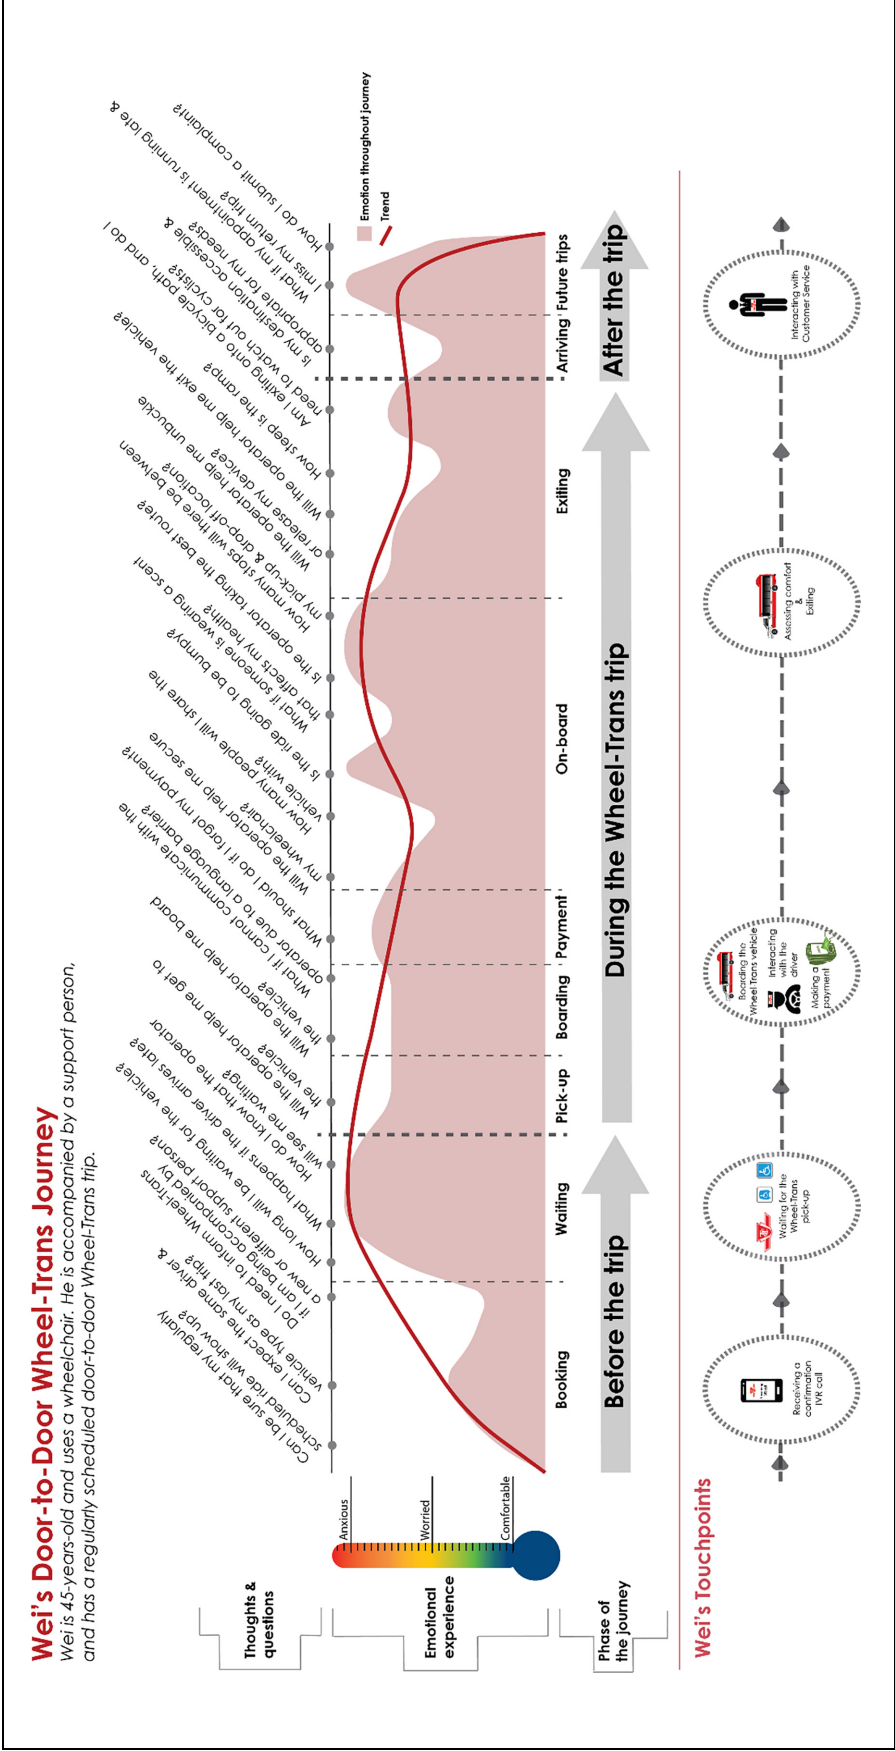 Wei's Door-to-Door Wheel-Trans Journey
Wei is 45-years-old and uses a wheelchair. He is accompanied by a support person,
and has a regularly scheduled door-to-door Wheel-Trans trip.
Thoughts &
questions
Can I be sure that my regularly
scheduled ride will show up?
Can I expect the same driver &
vehicle type as my last trip?
Do I need to inform Wheel-Trans
if I am being accompanied by
a new or different support person?
How long will I be waiting for the vehicle?
What happens if the driver arrives late?
How do I know that the operator
will see me waiting?
Will the operator help me get to
the vehicle?
Will the operator help me board
the vehicle?
What if I cannot communicate with the
operator due to a language barrier?
What should I do if I forgot my payment?
Will the operator help me secure
my wheelchair?
How many people will I share the
vehicle with?
Is the ride going to be bumpy?
What if someone is wearing a scent
that affects my health?
Is the operator taking the best route?
How many stops will there be between
my pick-up & drop-off location?
Will the operator help me unbuckle
or release my device?
Will the operator help me exit the vehicle?
How steep is the ramp?
Am I exiting onto a bicycle path, and do I
need to watch out for cyclists?
Is my destination accessible &
appropriate for my needs?
What if my appointment is running late &
I miss my return trip?
How do I submit a complaint?
Emotional
experience
Anxious
Worried
Comfortable
Emotion throughout journey
Trend
Booking
Waiting
Pick-up
Boarding
Payment
On-board
Exiting
Arriving
Future trips
Phase of
the journey
Before the trip
During the Wheel-Trans trip
After the trip
Wei's Touchpoints
Receiving a
confirmation
IVR call
Waiting for the
Wheel-Trans
pick-up
Boarding the
Wheel Trans vehicle
Interacting
with the
driver
Making a
payment
Assessing comfort
&
Exiting
Interacting with
Customer Service